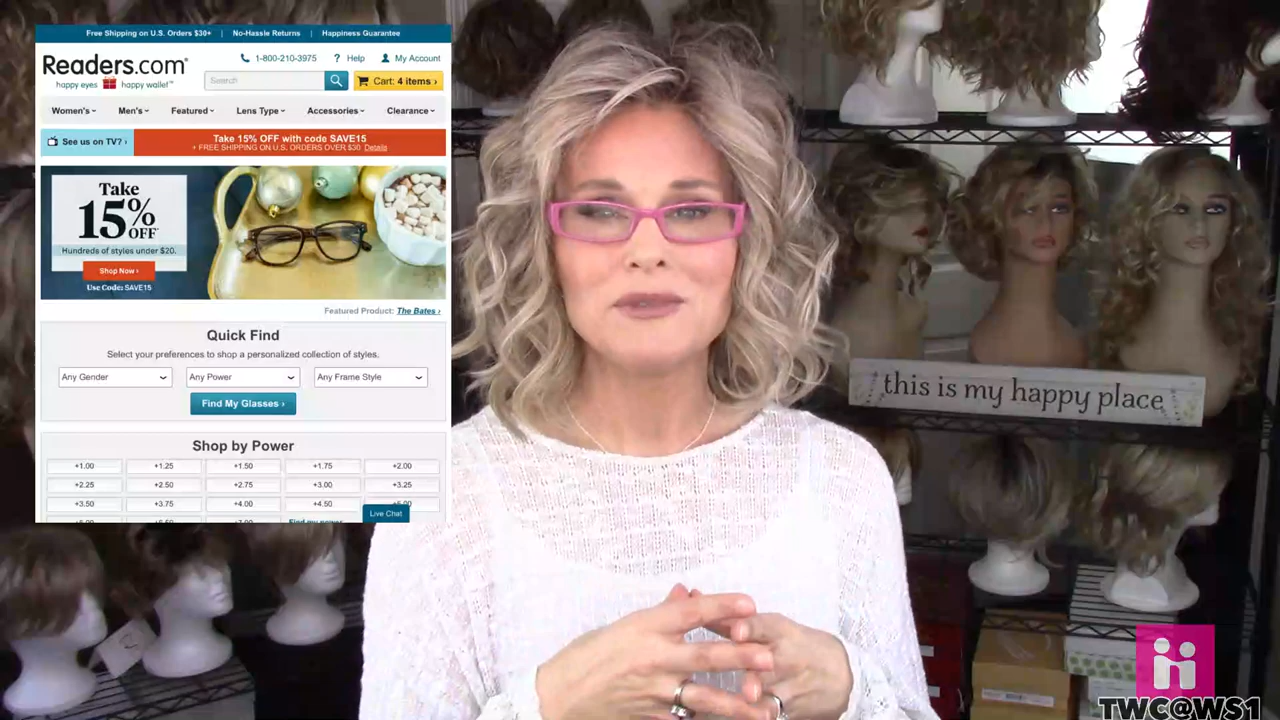 Free Shipping on U.S. Orders $30+ | No-Hassle Returns | Happiness Guarantee
Readers.com®
happy eyes happy wallet™
1-800-210-3975 ? Help My Account
Search
Cart: 4 items ›
Women's Men's Featured Lens Type Accessories Clearance
See us on TV? ›
Take 15% OFF with code SAVE15
+ FREE SHIPPING ON U.S. ORDERS OVER $30 Details
Take
15% OFF*
Hundreds of styles under $20.
Shop Now ›
Use Code: SAVE15
Featured Product: The Bates ›
Quick Find
Select your preferences to shop a personalized collection of styles.
Any Gender Any Power Any Frame Style
Find My Glasses ›
Shop by Power
+1.00 +1.25 +1.50 +1.75 +2.00
+2.25 +2.50 +2.75 +3.00 +3.25
+3.50 +3.75 +4.00 +4.50
Live Chat
this is my happy place
TWC@WS1